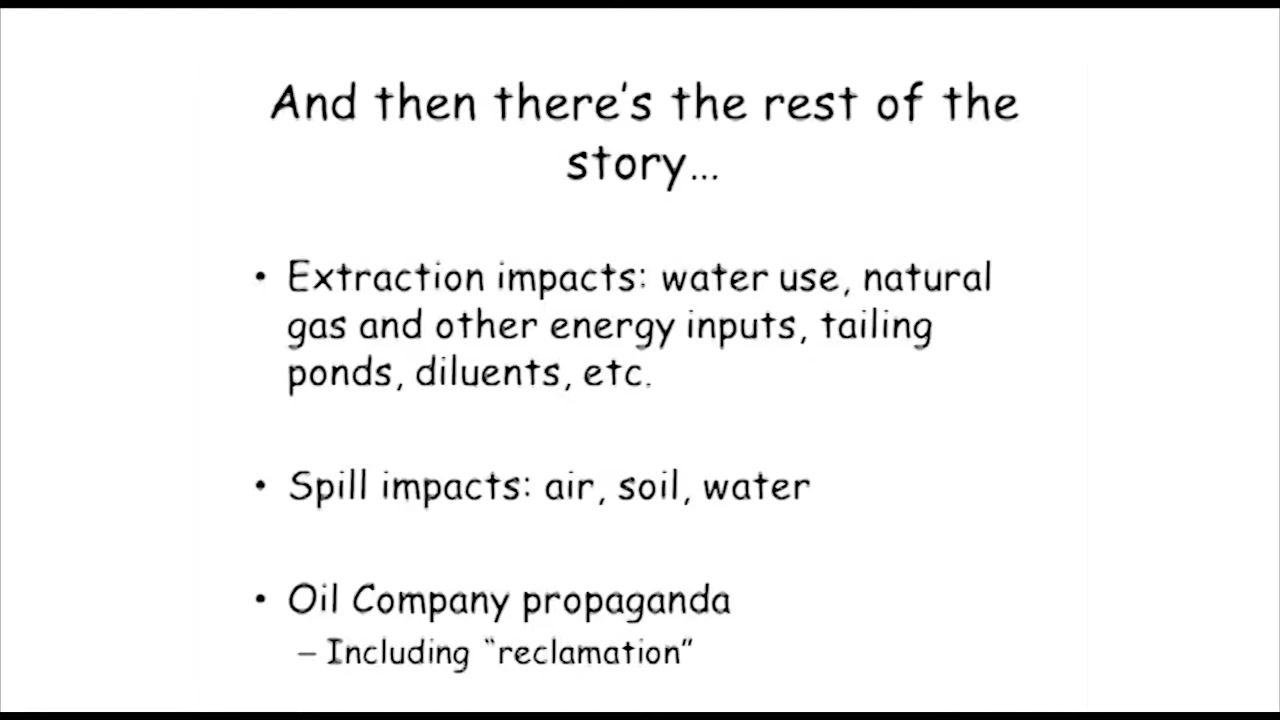 And then there's the rest of the
story…
• Extraction impacts: water use, natural
gas and other energy inputs, tailing
ponds, diluents, etc.
• Spill impacts: air, soil, water
• Oil Company propaganda
– Including “reclamation”